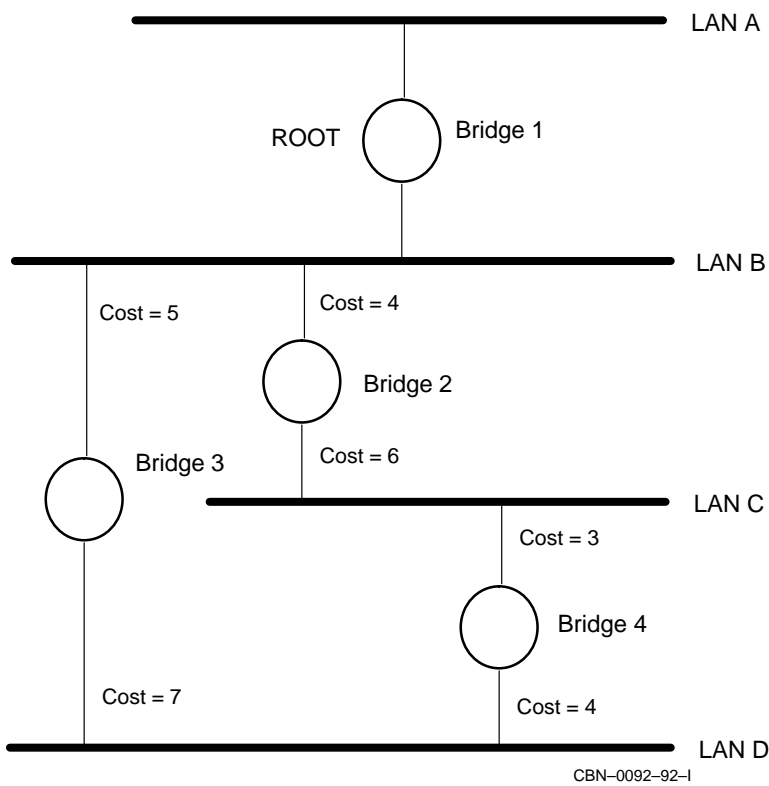 LAN A
ROOT
Bridge 1
LAN B
Cost = 5
Cost = 4
Bridge 2
Cost = 6
Bridge 3
LAN C
Cost = 3
Bridge 4
Cost = 7
Cost = 4
LAN D
CBN–0092–92–I